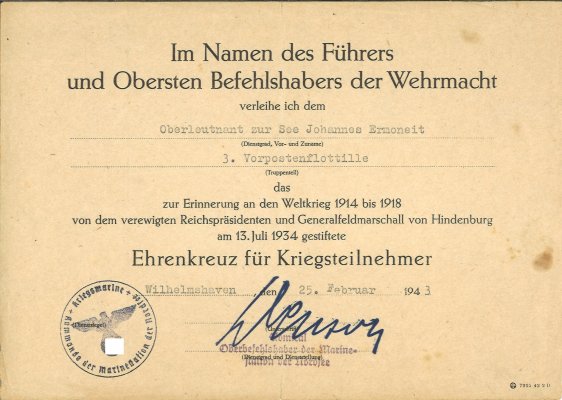 Im Namen des Führers
und Obersten Befehlshabers der Wehrmacht
verleihe ich dem
Oberleutnant zur See Johannes Ermoneit
(Dienstgrad, Vor- und Zuname)
3. Vorpostenflottille
(Truppenteil)
das
zur Erinnerung an den Weltkrieg 1914 bis 1918
von dem verewigten Reichspräsidenten und Generalfeldmarschall von Hindenburg
am 13. Juli 1934 gestiftete
Ehrenkreuz für Kriegsteilnehmer
Wilhelmshaven, den 25. Februar 1943
Kriegsmarine
Kommando der Marinestation der Nordsee
(Dienstsiegel)
Oberbefehlshaber der Marine-
(Dienstgrad und Dienststellung)
station der Nordsee